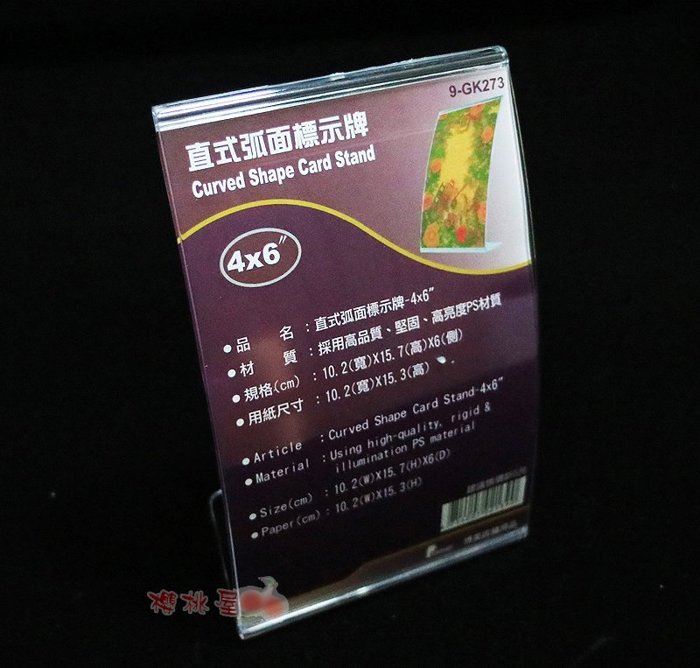 9-GK273
直式弧面標示牌
Curved Shape Card Stand
4x6"
●品 名：直式弧面標示牌-4x6"
●材 質：採用高品質、堅固、高亮度PS材質
●規格(cm)：10.2(寬)X15.7(高)X6(側)
●用紙尺寸：10.2(寬)X15.3(高)
●Article :Curved Shape Card Stand-4x6"
●Material :Using high-quality, rigid &
illumination PS material
●Size(cm) :10.2(W)X15.7(H)X6(D)
●Paper(cm):10.2(W)X15.3(H)